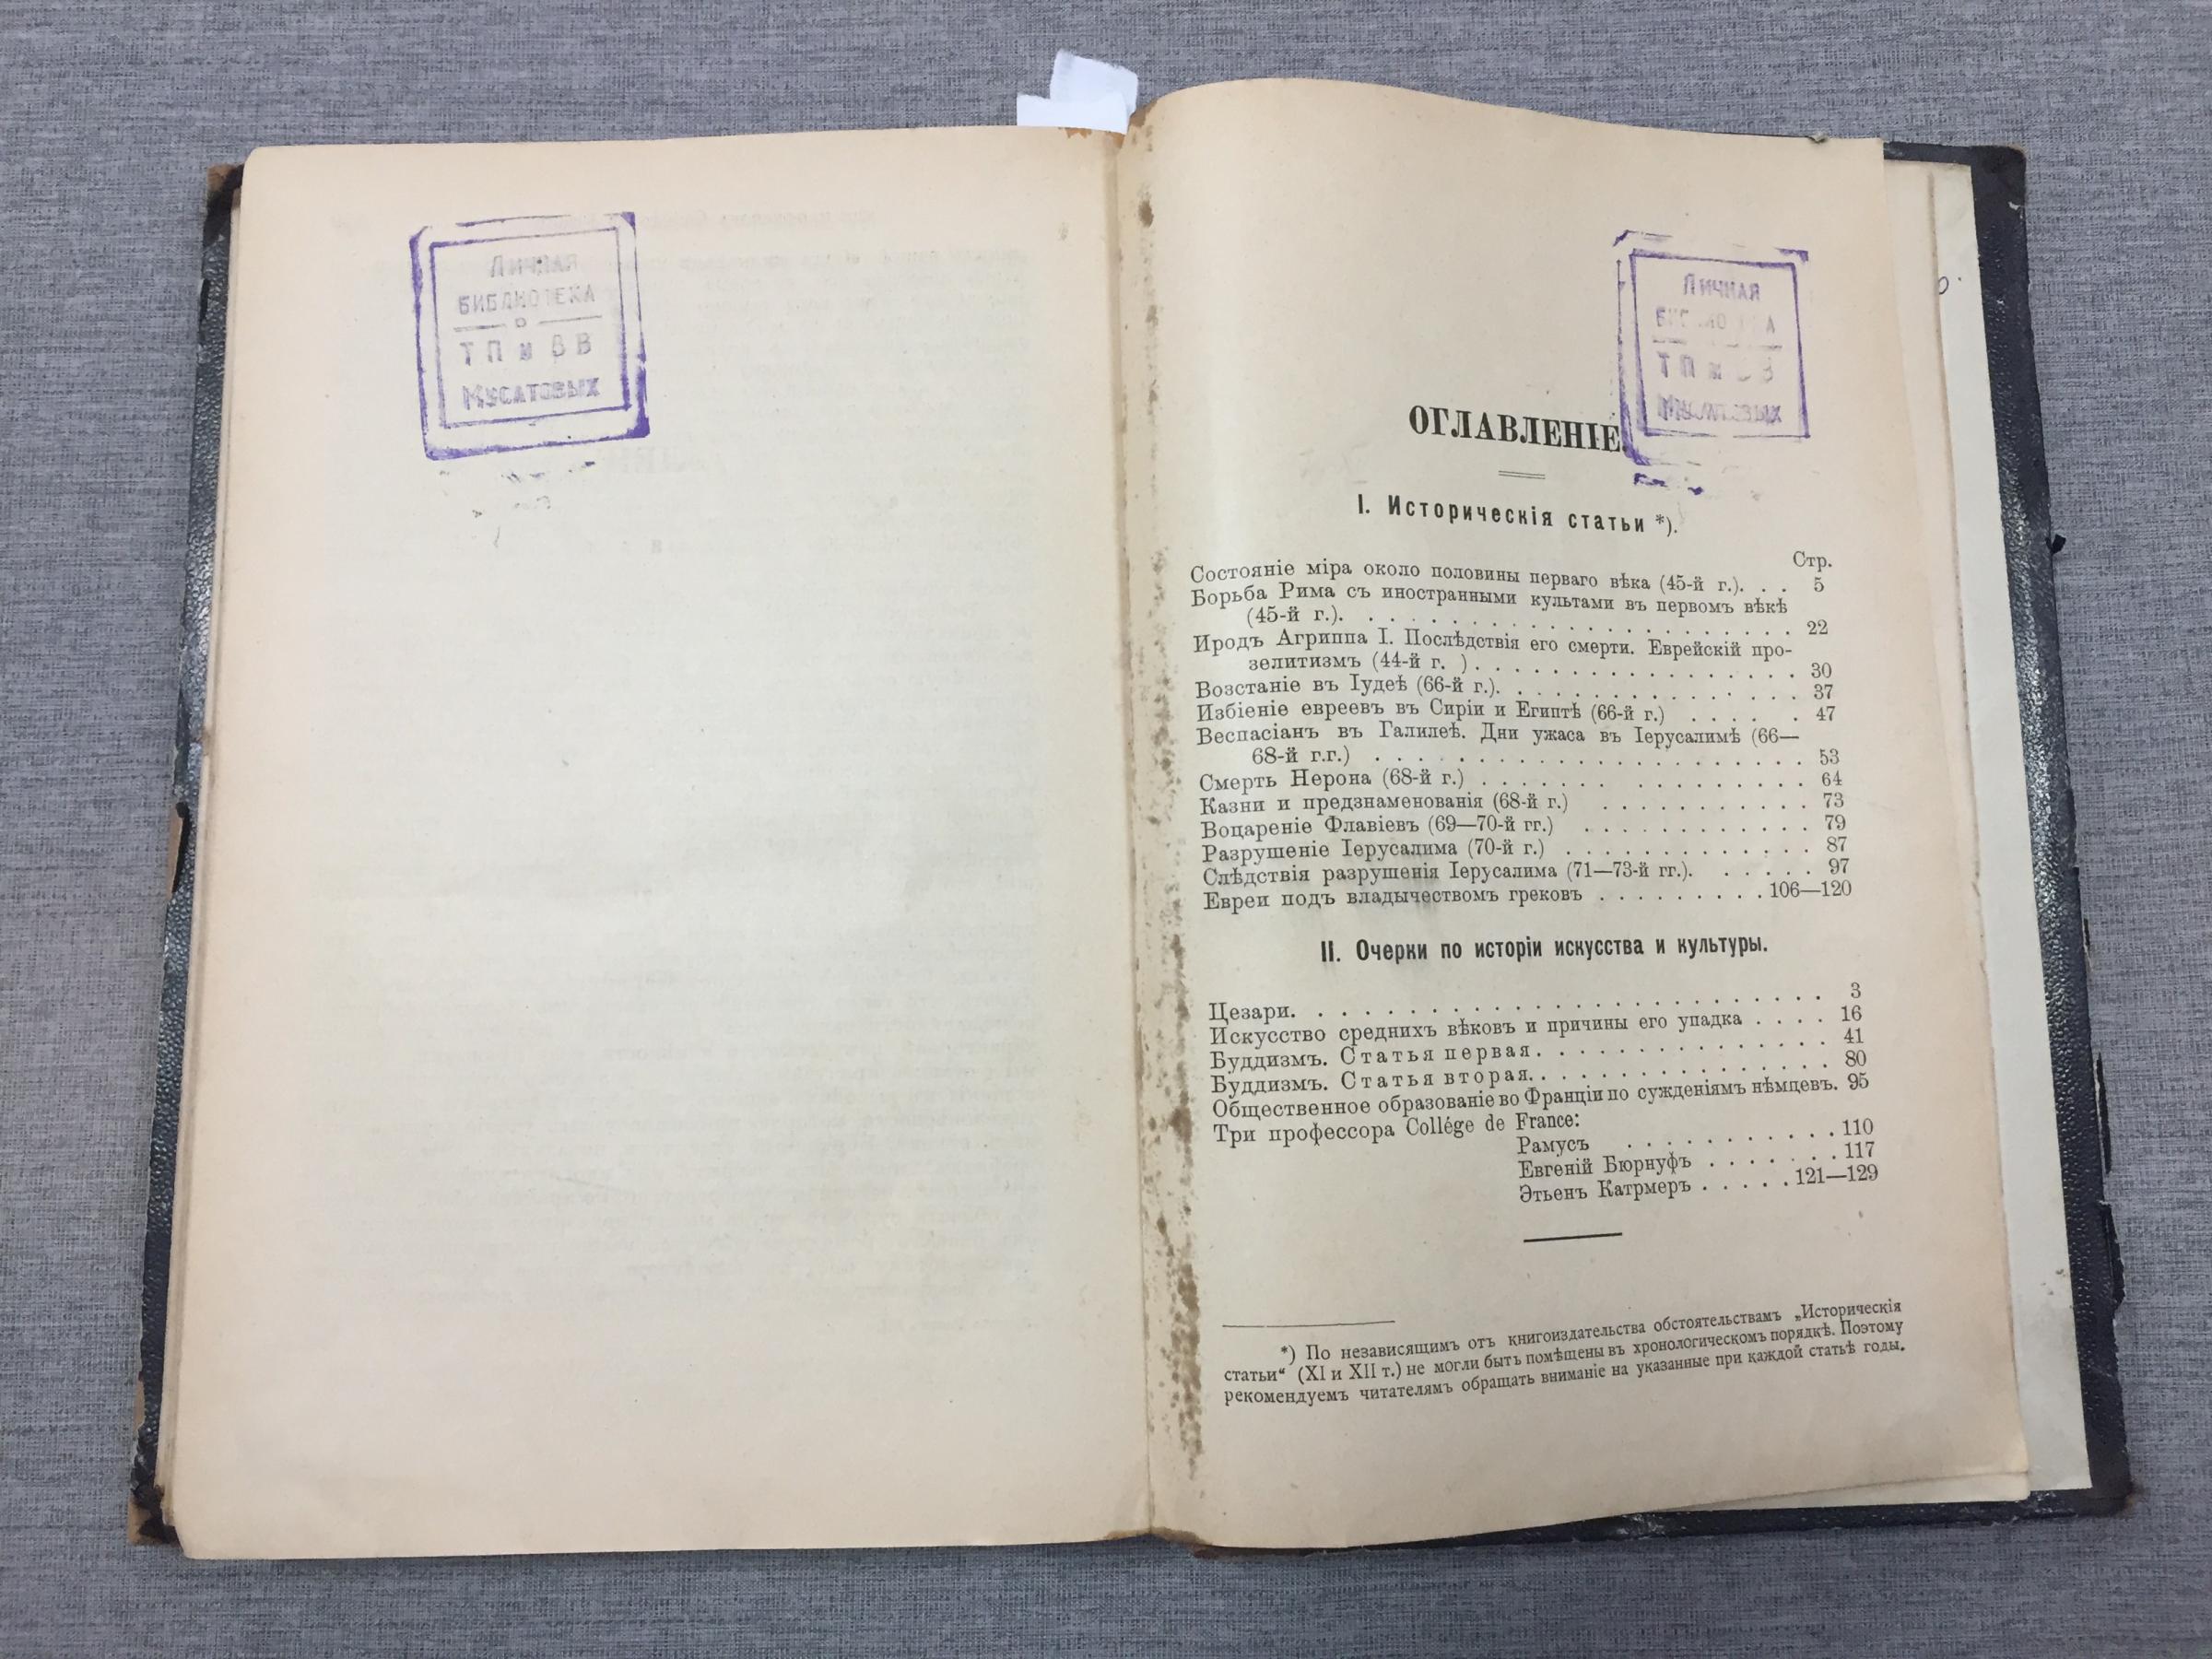 Личная
библиотека
ТП и ВВ
Мусатовых
Личная
ТП и
Мусатовых
ОГЛАВЛЕНІЕ.
I. Историческія статьи *).
Стр.
Состояніе міра около половины перваго вѣка (45-й г.). . . 5
Борьба Рима съ иностранными культами въ первомъ вѣкѣ
(45-й г.). . . . . . . . . . . . . . . . . . . . . . 22
Иродъ Агриппа I. Послѣдствія его смерти. Еврейскій про-
зелитизмъ (44-й г. ) . . . . . . . . . . . . . . . . 30
Возстаніе въ Іудеѣ (66-й г.). . . . . . . . . . . . . . . 37
Избіеніе евреевъ въ Сиріи и Египтѣ (66-й г.) . . . . . 47
Веспасіанъ въ Галилеѣ. Дни ужаса въ Іерусалимѣ (66—
68-й г.г.) . . . . . . . . . . . . . . . . . . . . . 53
Смерть Нерона (68-й г.) . . . . . . . . . . . . . . . 64
Казни и предзнаменованія (68-й г.) . . . . . . . . . . . 73
Воцареніе Флавіевъ (69—70-й гг.) . . . . . . . . . . . . 79
Разрушеніе Іерусалима (70-й г.) . . . . . . . . . . . . . 87
Слѣдствія разрушенія Іерусалима (71—73-й гг.). . . . . . 97
Евреи подъ владычествомъ грековъ . . . . . . . . . 106—120
II. Очерки по исторіи искусства и культуры.
Цезари. . . . . . . . . . . . . . . . . . . . . . . . 3
Искусство среднихъ вѣковъ и причины его упадка . . . . 16
Буддизмъ. Статья первая. . . . . . . . . . . . . . . 41
Буддизмъ. Статья вторая. . . . . . . . . . . . . . . 80
Общественное образованіе во Франціи по сужденіямъ нѣмцевъ. 95
Три профессора Collége de France:
Рамусъ . . . . . . . . . . . 110
Евгеній Бюрнуфъ . . . . . . . 117
Этьенъ Катрмеръ . . . . . 121—129
*) По независящимъ отъ книгоиздательства обстоятельствамъ „Историческія
статьи“ (XI и XII т.) не могли быть помѣщены въ хронологическомъ порядкѣ. Поэтому
рекомендуемъ читателямъ обращать вниманіе на указанные при каждой статьѣ годы.